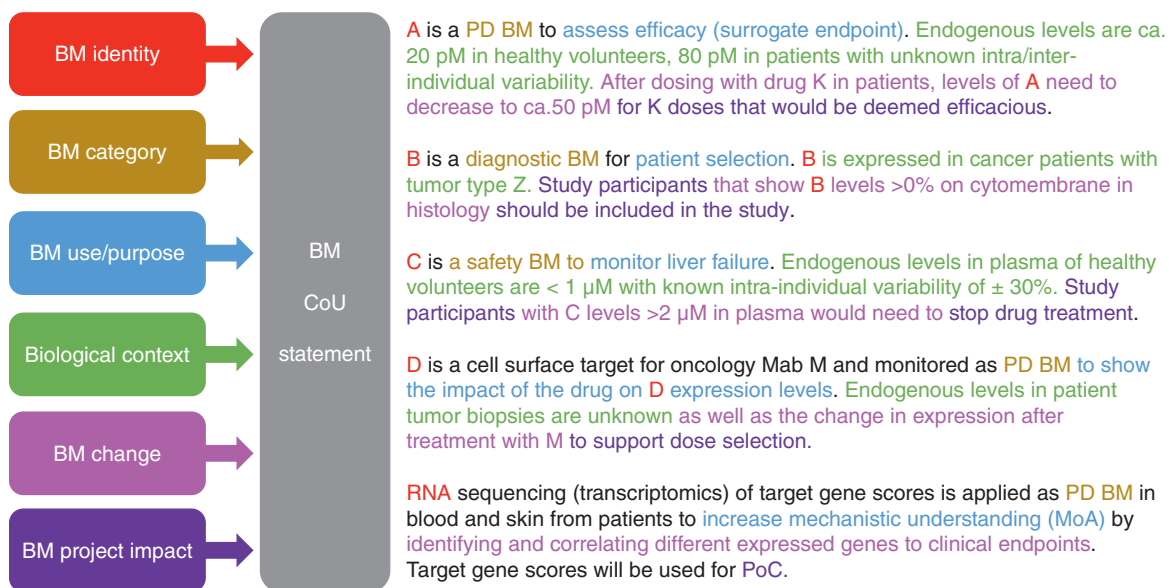 BM identity
BM category
BM use/purpose
Biological context
BM change
BM project impact
BM
CoU
statement
A is a PD BM to assess efficacy (surrogate endpoint). Endogenous levels are ca.
20 pM in healthy volunteers, 80 pM in patients with unknown intra/inter-
individual variability. After dosing with drug K in patients, levels of A need to
decrease to ca.50 pM for K doses that would be deemed efficacious.
B is a diagnostic BM for patient selection. B is expressed in cancer patients with
tumor type Z. Study participants that show B levels >0% on cytomembrane in
histology should be included in the study.
C is a safety BM to monitor liver failure. Endogenous levels in plasma of healthy
volunteers are < 1 µM with known intra-individual variability of ± 30%. Study
participants with C levels >2 µM in plasma would need to stop drug treatment.
D is a cell surface target for oncology Mab M and monitored as PD BM to show
the impact of the drug on D expression levels. Endogenous levels in patient
tumor biopsies are unknown as well as the change in expression after
treatment with M to support dose selection.
RNA sequencing (transcriptomics) of target gene scores is applied as PD BM in
blood and skin from patients to increase mechanistic understanding (MoA) by
identifying and correlating different expressed genes to clinical endpoints.
Target gene scores will be used for PoC.